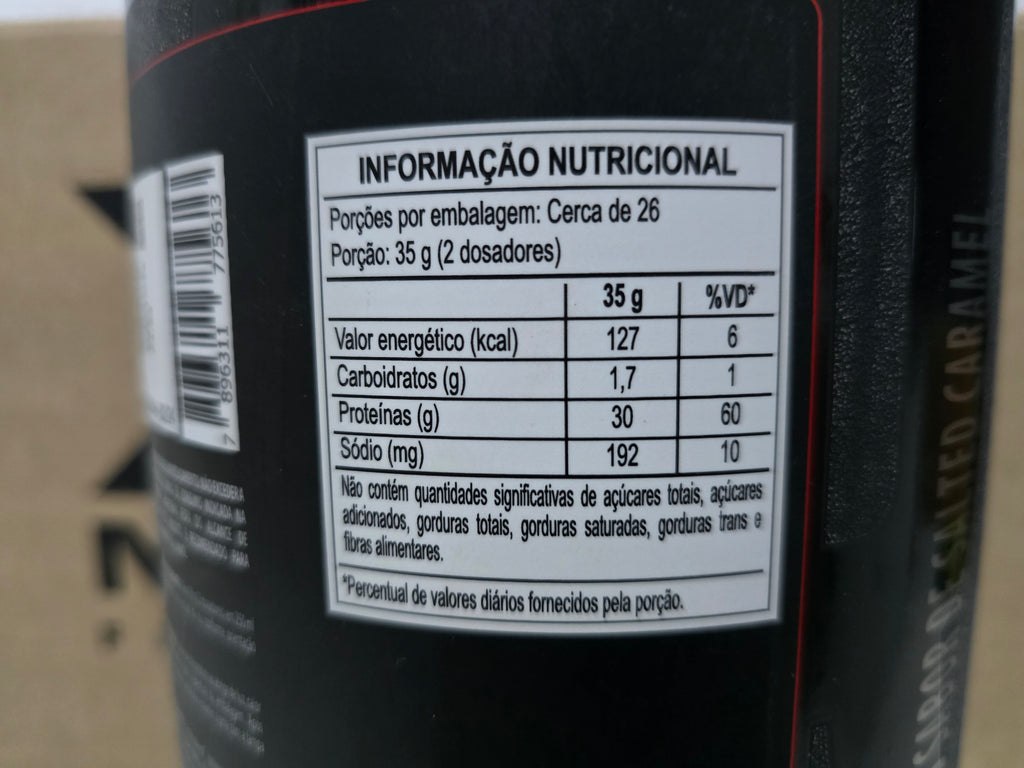 INFORMAÇÃO NUTRICIONAL
Porções por embalagem: Cerca de 26
Porção: 35 g (2 dosadores)
35 g %VD*
Valor energético (kcal) 127 6
Carboidratos (g) 1,7 1
Proteínas (g) 30 60
Sódio (mg) 192 10
Não contém quantidades significativas de açúcares totais, açúcares
adicionados, gorduras totais, gorduras saturadas, gorduras trans e
fibras alimentares.
*Percentual de valores diários fornecidos pela porção.
7 896311 775613
SABOR DE SALTED CARAMEL